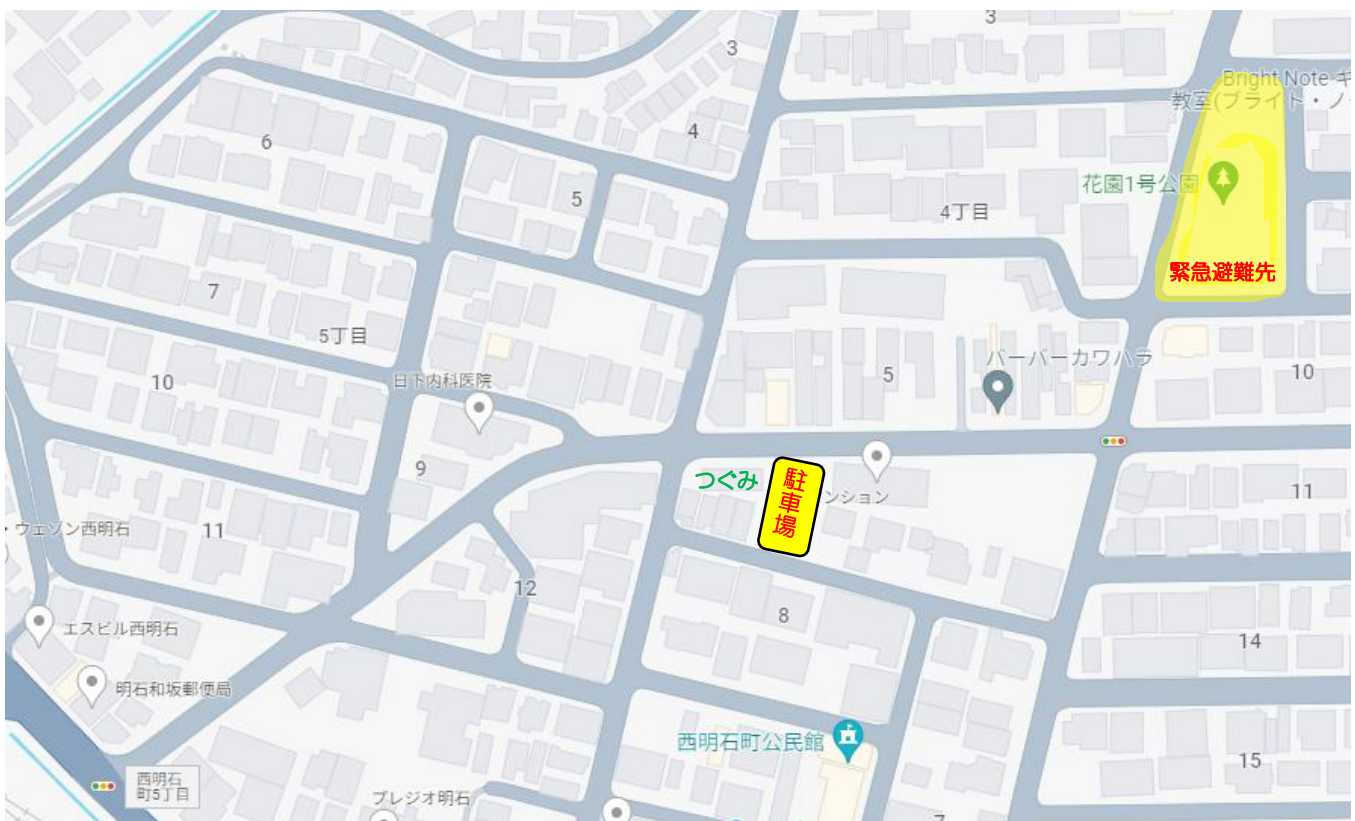 3
3
Bright Note ギ
教室(ブライト・ノー
4
6
花園1号公園
5
4丁目
緊急避難先
7
5丁目
バーバーカワハラ
5
10
10
日下内科医院
9
つぐみ
駐車場
ンション
11
・ウェゾン西明石
11
12
8
エスビル西明石
14
明石和坂郵便局
西明石町公民館
15
西明石
町5丁目
プレジオ明石
7